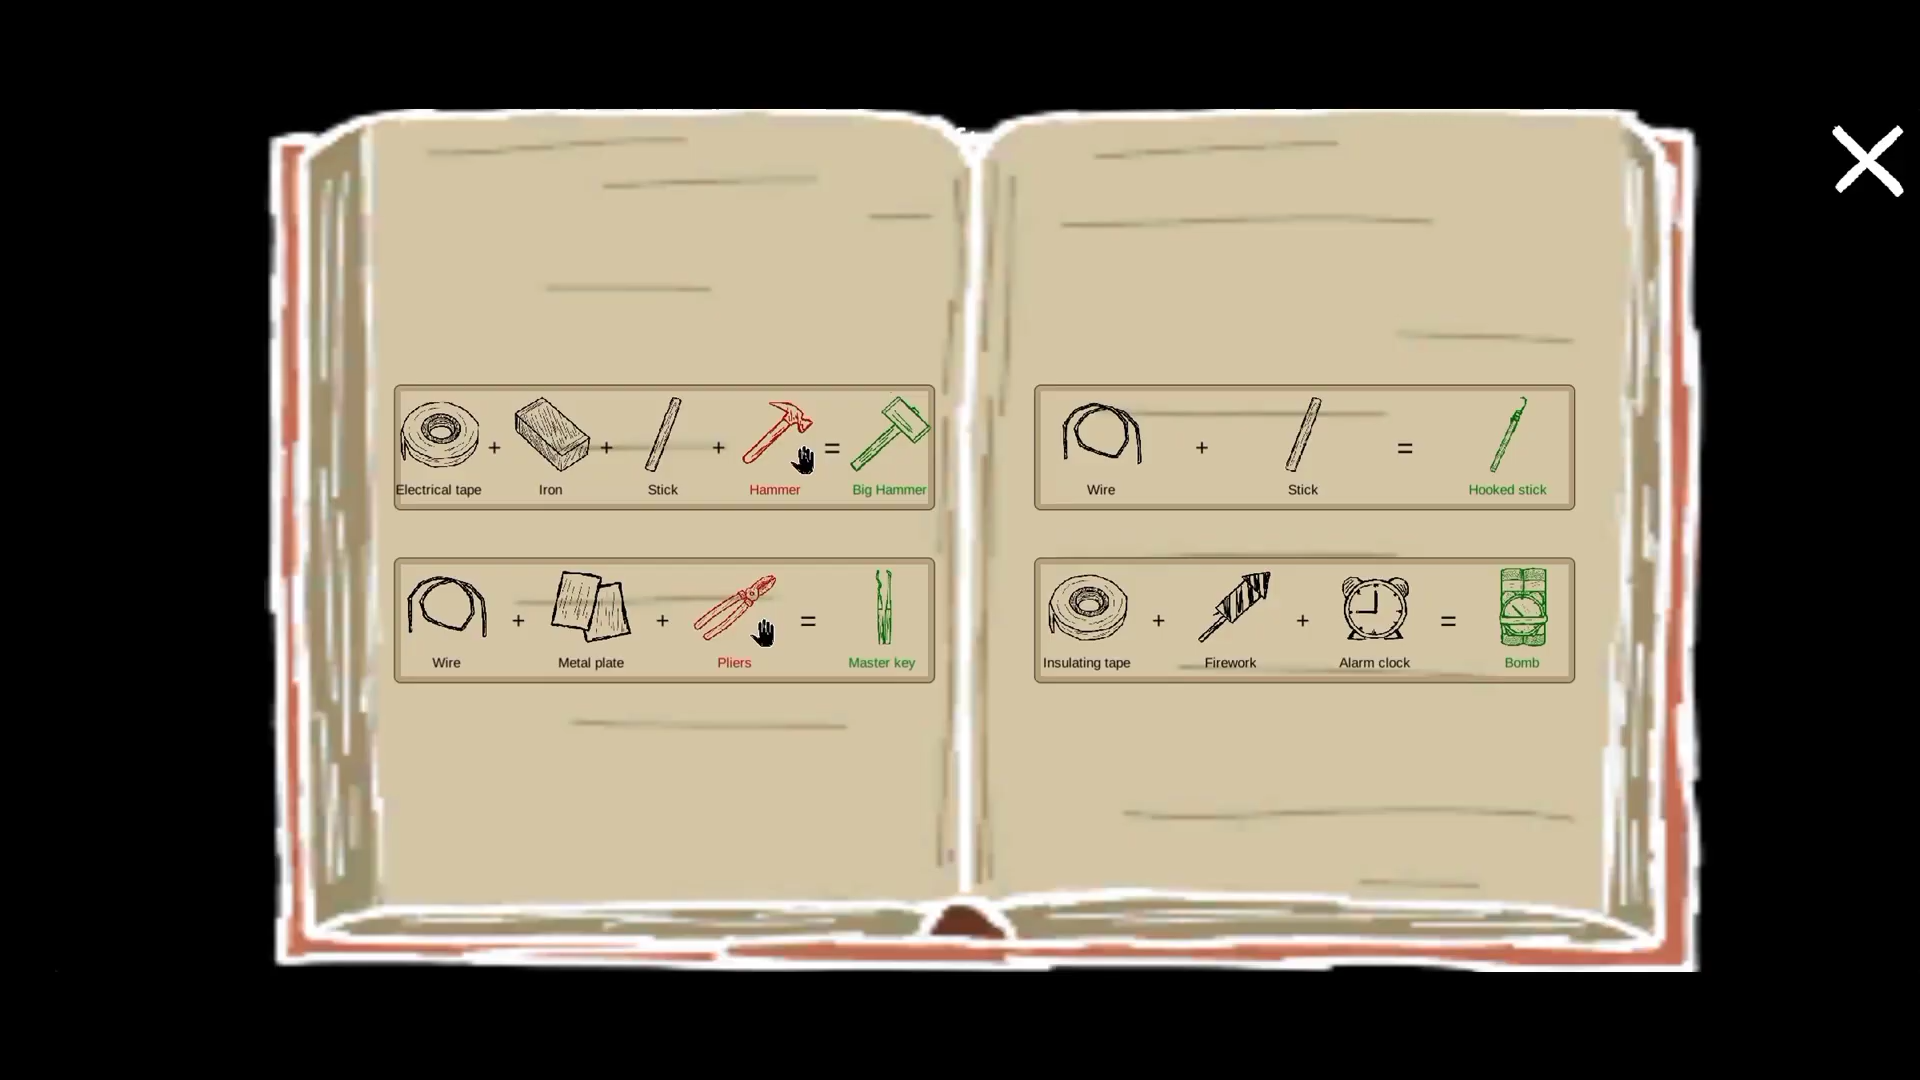 Electrical tape + Iron + Stick + Hammer = Big Hammer
Wire + Metal plate + Pliers = Master key
Wire + Stick = Hooked stick
Insulating tape + Firework + Alarm clock = Bomb